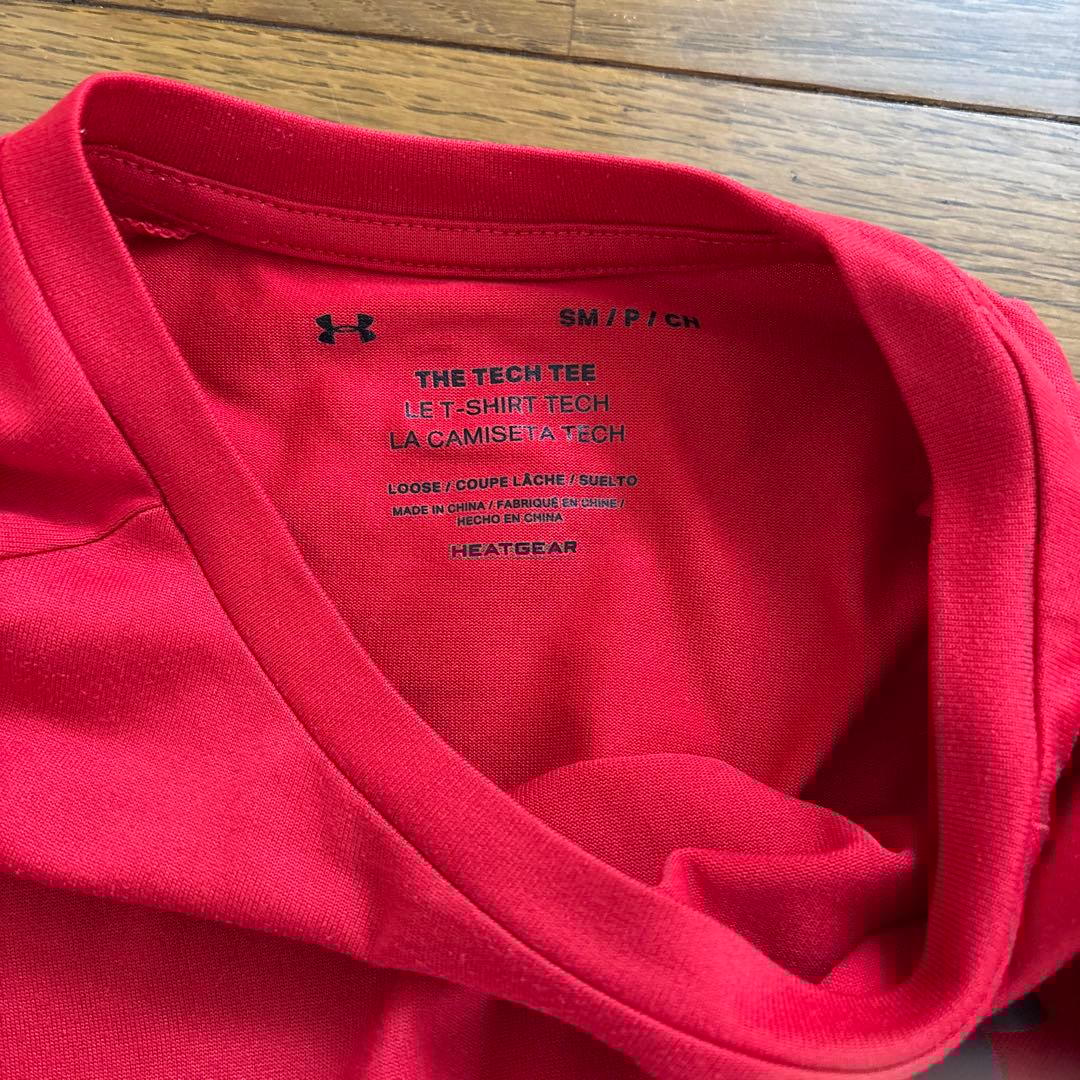 SM / P / CH
THE TECH TEE
LE T-SHIRT TECH
LA CAMISETA TECH
LOOSE / COUPE LÂCHE / SUELTO
MADE IN CHINA / FABRIQUÉ EN CHINE /
HECHO EN CHINA
HEATGEAR